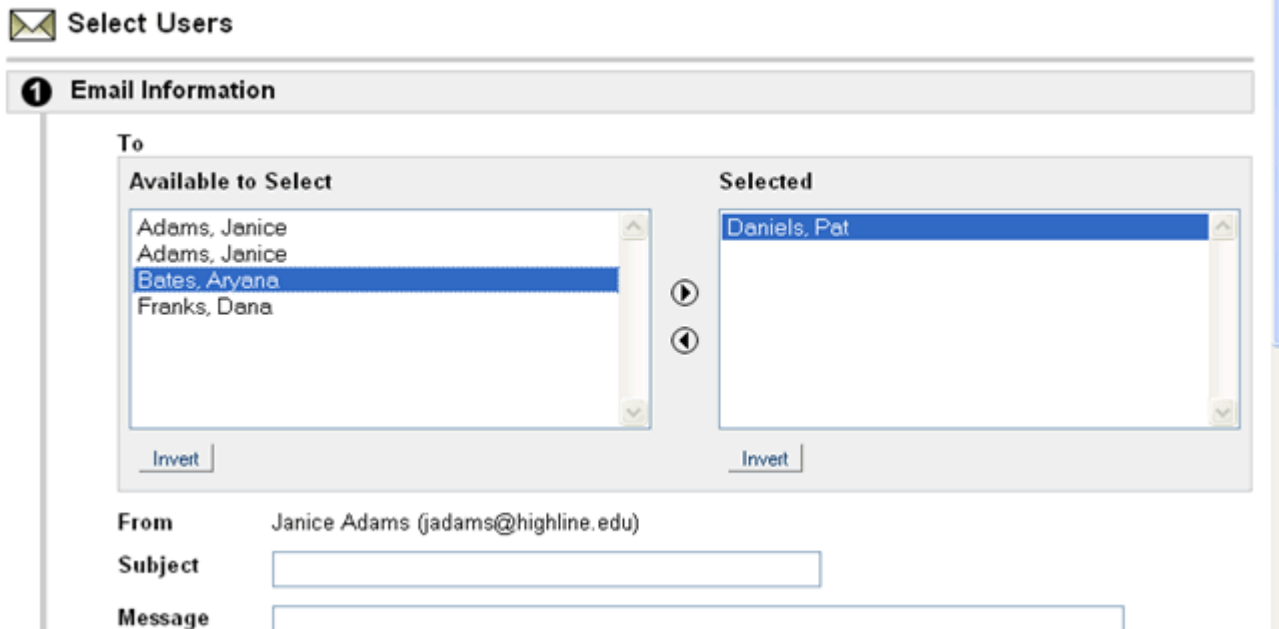 Select Users
1 Email Information
To
Available to Select
Selected
Adams, Janice
Adams, Janice
Bates, Aryana
Franks, Dana
Daniels, Pat
Invert
Invert
From Janice Adams (jadams@highline.edu)
Subject
Message